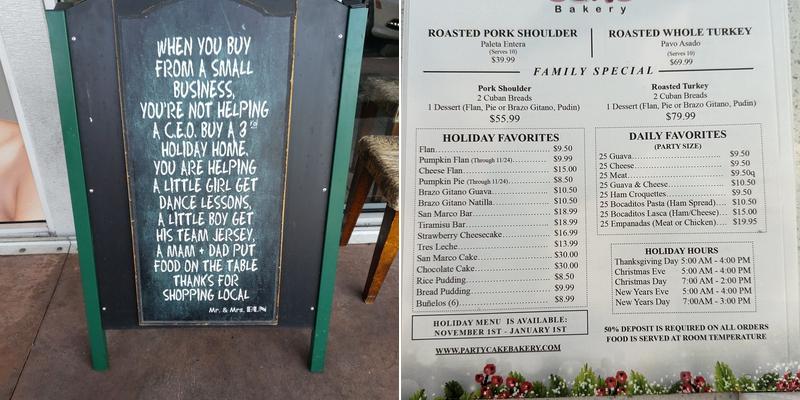 WHEN YOU BUY
FROM A SMALL
BUSINESS,
YOU'RE NOT HELPING
A C.E.O. BUY A 3RD
HOLIDAY HOME.
YOU ARE HELPING
A LITTLE GIRL GET
DANCE LESSONS,
A LITTLE BOY GET
HIS TEAM JERSEY,
A MAM + DAD PUT
FOOD ON THE TABLE
THANKS FOR
SHOPPING LOCAL
Mr. & Mrs. BUN
Bakery
ROASTED PORK SHOULDER
Paleta Entera
(Serves 10)
$39.99
ROASTED WHOLE TURKEY
Pavo Asado
(Serves 10)
$69.99
FAMILY SPECIAL
Pork Shoulder
2 Cuban Breads
1 Dessert (Flan, Pie or Brazo Gitano, Pudin)
$55.99
Roasted Turkey
2 Cuban Breads
1 Dessert (Flan, Pie or Brazo Gitano, Pudin)
$79.99
HOLIDAY FAVORITES
Flan $9.50
Pumpkin Flan (Through 11/24) $9.99
Cheese Flan $15.00
Pumpkin Pie (Through 11/24) $8.50
Brazo Gitano Guava $10.50
Brazo Gitano Natilla $10.50
San Marco Bar $18.99
Tiramisu Bar $18.99
Strawberry Cheesecake $16.99
Tres Leche $13.99
San Marco Cake $30.00
Chocolate Cake $30.00
Rice Pudding $8.50
Bread Pudding $9.99
Buñelos (6) $8.99
HOLIDAY MENU IS AVAILABLE:
NOVEMBER 1ST - JANUARY 1ST
WWW.PARTYCAKEBAKERY.COM
DAILY FAVORITES
(PARTY SIZE)
25 Guava $9.50
25 Cheese $9.50
25 Meat $9.50q
25 Guava & Cheese $10.50
25 Ham Croquettes $9.50
25 Bocaditos Pasta (Ham Spread) $10.50
25 Bocaditos Lasca (Ham/Cheese) $15.00
25 Empanadas (Meat or Chicken) $19.95
HOLIDAY HOURS
Thanksgiving Day 5:00 AM - 4:00 PM
Christmas Eve 5:00 AM - 4:00 PM
Christmas Day 7:00 AM - 2:00 PM
New Years Eve 5:00 AM - 4:00 PM
New Years Day 7:00AM - 3:00 PM
50% DEPOSIT IS REQUIRED ON ALL ORDERS
FOOD IS SERVED AT ROOM TEMPERATURE